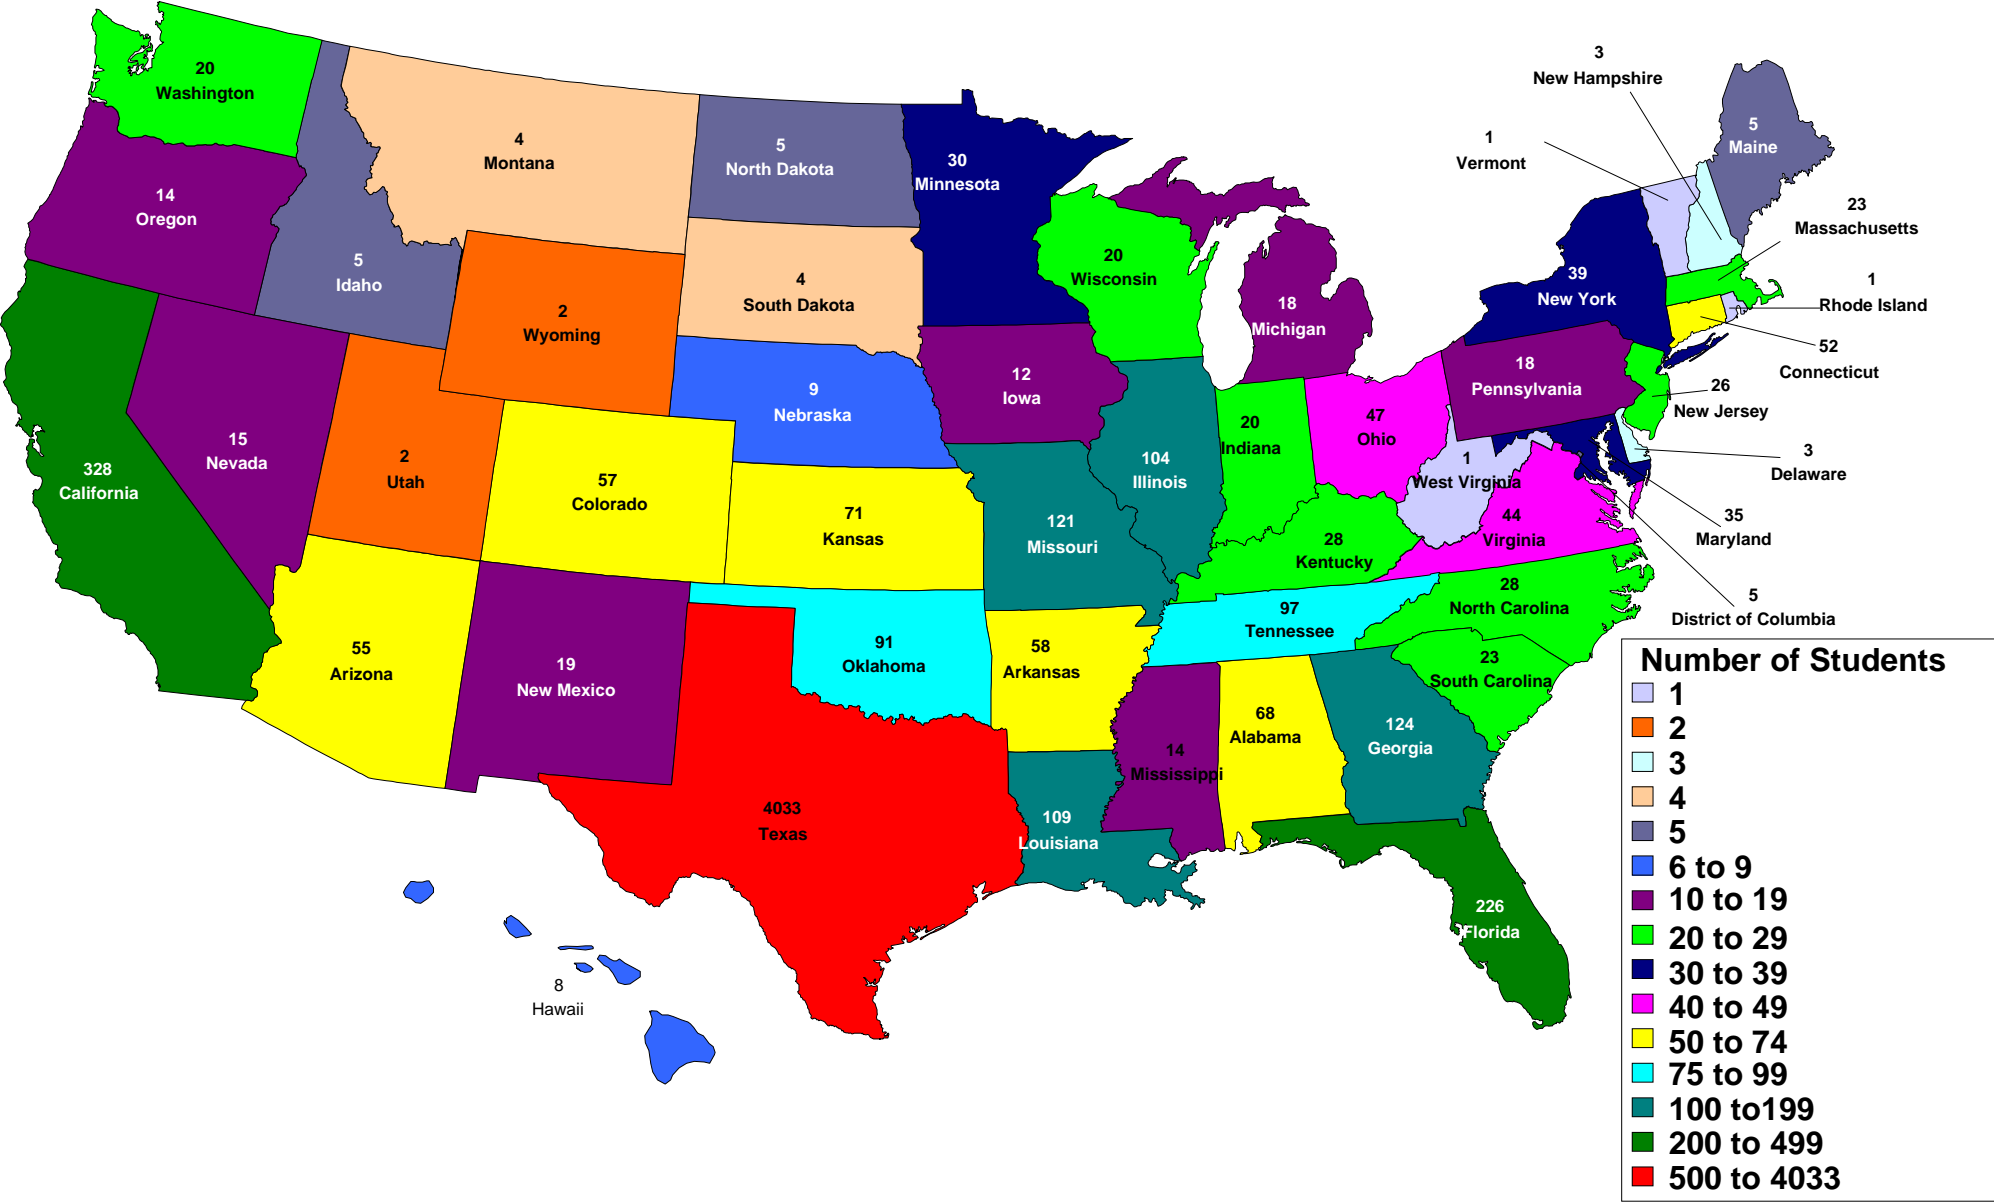 20
Washington
14
Oregon
328
California
15
Nevada
5
Idaho
4
Montana
2
Wyoming
2
Utah
55
Arizona
57
Colorado
19
New Mexico
5
North Dakota
4
South Dakota
9
Nebraska
71
Kansas
91
Oklahoma
4033
Texas
30
Minnesota
12
Iowa
121
Missouri
58
Arkansas
109
Louisiana
20
Wisconsin
104
Illinois
18
Michigan
20
Indiana
47
Ohio
28
Kentucky
97
Tennessee
14
Mississippi
68
Alabama
124
Georgia
226
Florida
23
South Carolina
28
North Carolina
44
Virginia
1
West Virginia
18
Pennsylvania
39
New York
1
Vermont
3
New Hampshire
5
Maine
23
Massachusetts
1
Rhode Island
52
Connecticut
26
New Jersey
3
Delaware
35
Maryland
5
District of Columbia
8
Hawaii
Number of Students
1
2
3
4
5
6 to 9
10 to 19
20 to 29
30 to 39
40 to 49
50 to 74
75 to 99
100 to199
200 to 499
500 to 4033